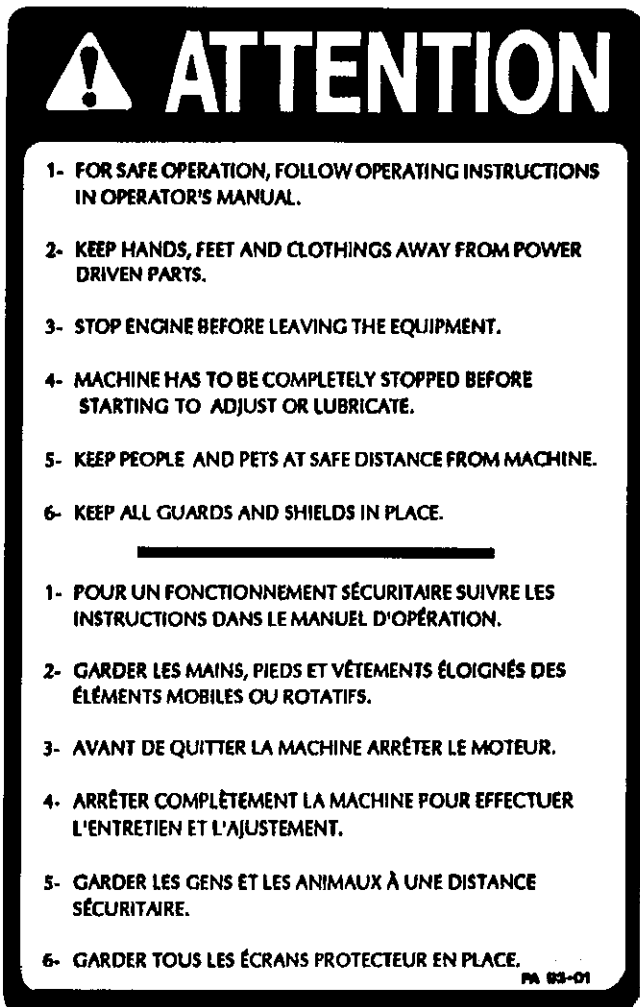 ATTENTION
1- FOR SAFE OPERATION, FOLLOW OPERATING INSTRUCTIONS
IN OPERATOR'S MANUAL.
2- KEEP HANDS, FEET AND CLOTHINGS AWAY FROM POWER
DRIVEN PARTS.
3- STOP ENGINE BEFORE LEAVING THE EQUIPMENT.
4- MACHINE HAS TO BE COMPLETELY STOPPED BEFORE
STARTING TO ADJUST OR LUBRICATE.
5- KEEP PEOPLE AND PETS AT SAFE DISTANCE FROM MACHINE.
6- KEEP ALL GUARDS AND SHIELDS IN PLACE.
1- POUR UN FONCTIONNEMENT SÉCURITAIRE SUIVRE LES
INSTRUCTIONS DANS LE MANUEL D'OPÉRATION.
2- GARDER LES MAINS, PIEDS ET VÊTEMENTS ÉLOIGNÉS DES
ÉLÉMENTS MOBILES OU ROTATIFS.
3- AVANT DE QUITTER LA MACHINE ARRÊTER LE MOTEUR.
4- ARRÊTER COMPLÈTEMENT LA MACHINE POUR EFFECTUER
L'ENTRETIEN ET L'AJUSTEMENT.
5- GARDER LES GENS ET LES ANIMAUX À UNE DISTANCE
SÉCURITAIRE.
6- GARDER TOUS LES ÉCRANS PROTECTEUR EN PLACE.
PA 93-01